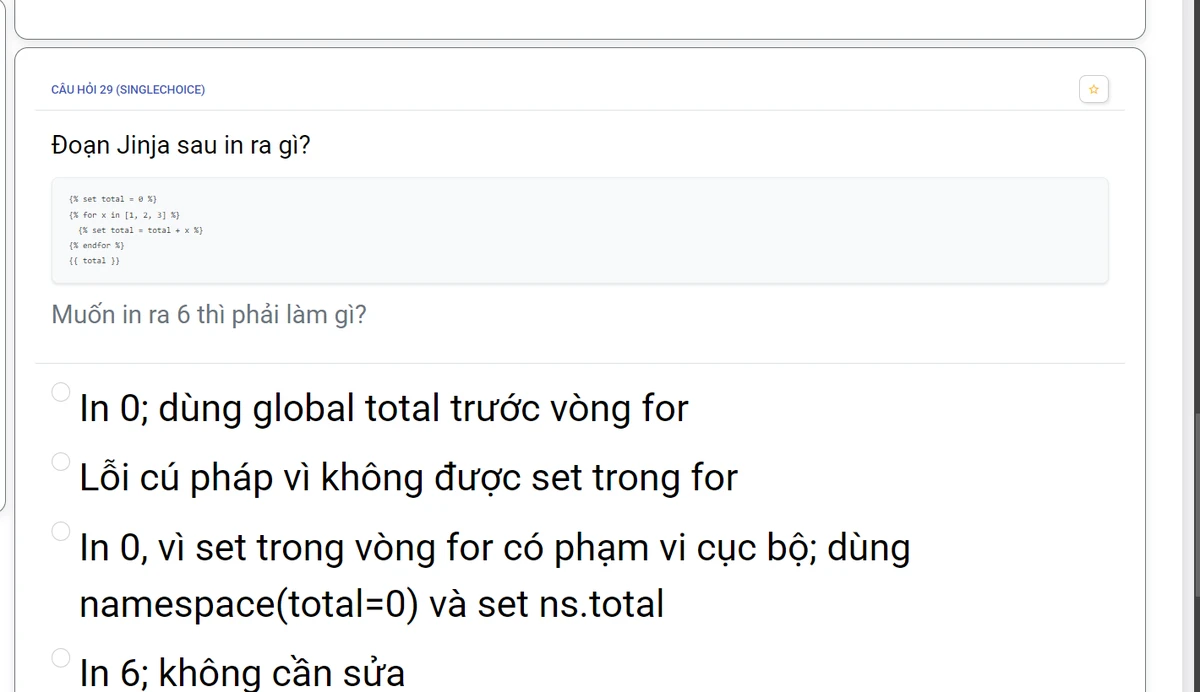 CÂU HỎI 29 (SINGLECHOICE)
Đoạn Jinja sau in ra gì?
{% set total = 0 %}
{% for x in [1, 2, 3] %}
  {% set total = total + x %}
{% endfor %}
{{ total }}
Muốn in ra 6 thì phải làm gì?
In 0; dùng global total trước vòng for
Lỗi cú pháp vì không được set trong for
In 0, vì set trong vòng for có phạm vi cục bộ; dùng
namespace(total=0) và set ns.total
In 6; không cần sửa